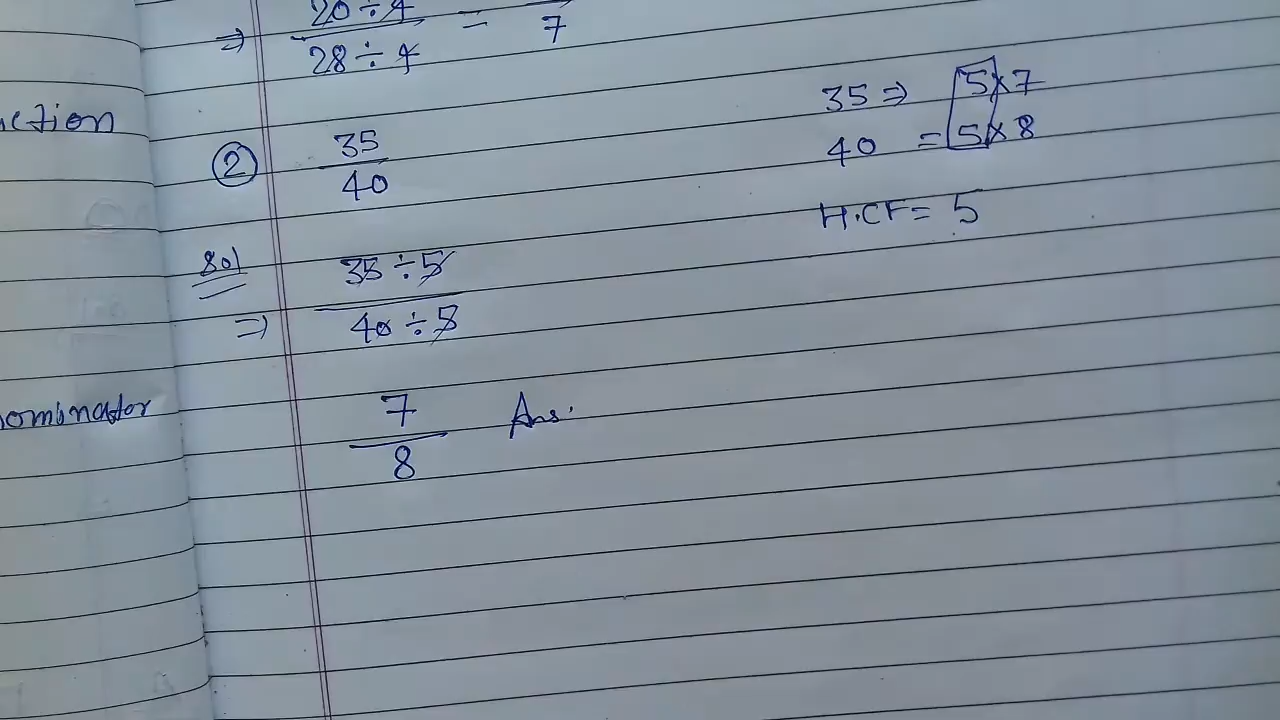 ⇒ 20 ÷ 4 / 28 ÷ 4 = /7
ction
② 35/40
35 ⇒ 5×7
40 = 5×8
H.CF = 5
Sol
⇒ 35 ÷ 5 / 40 ÷ 5
nominator
7/8 Ans.